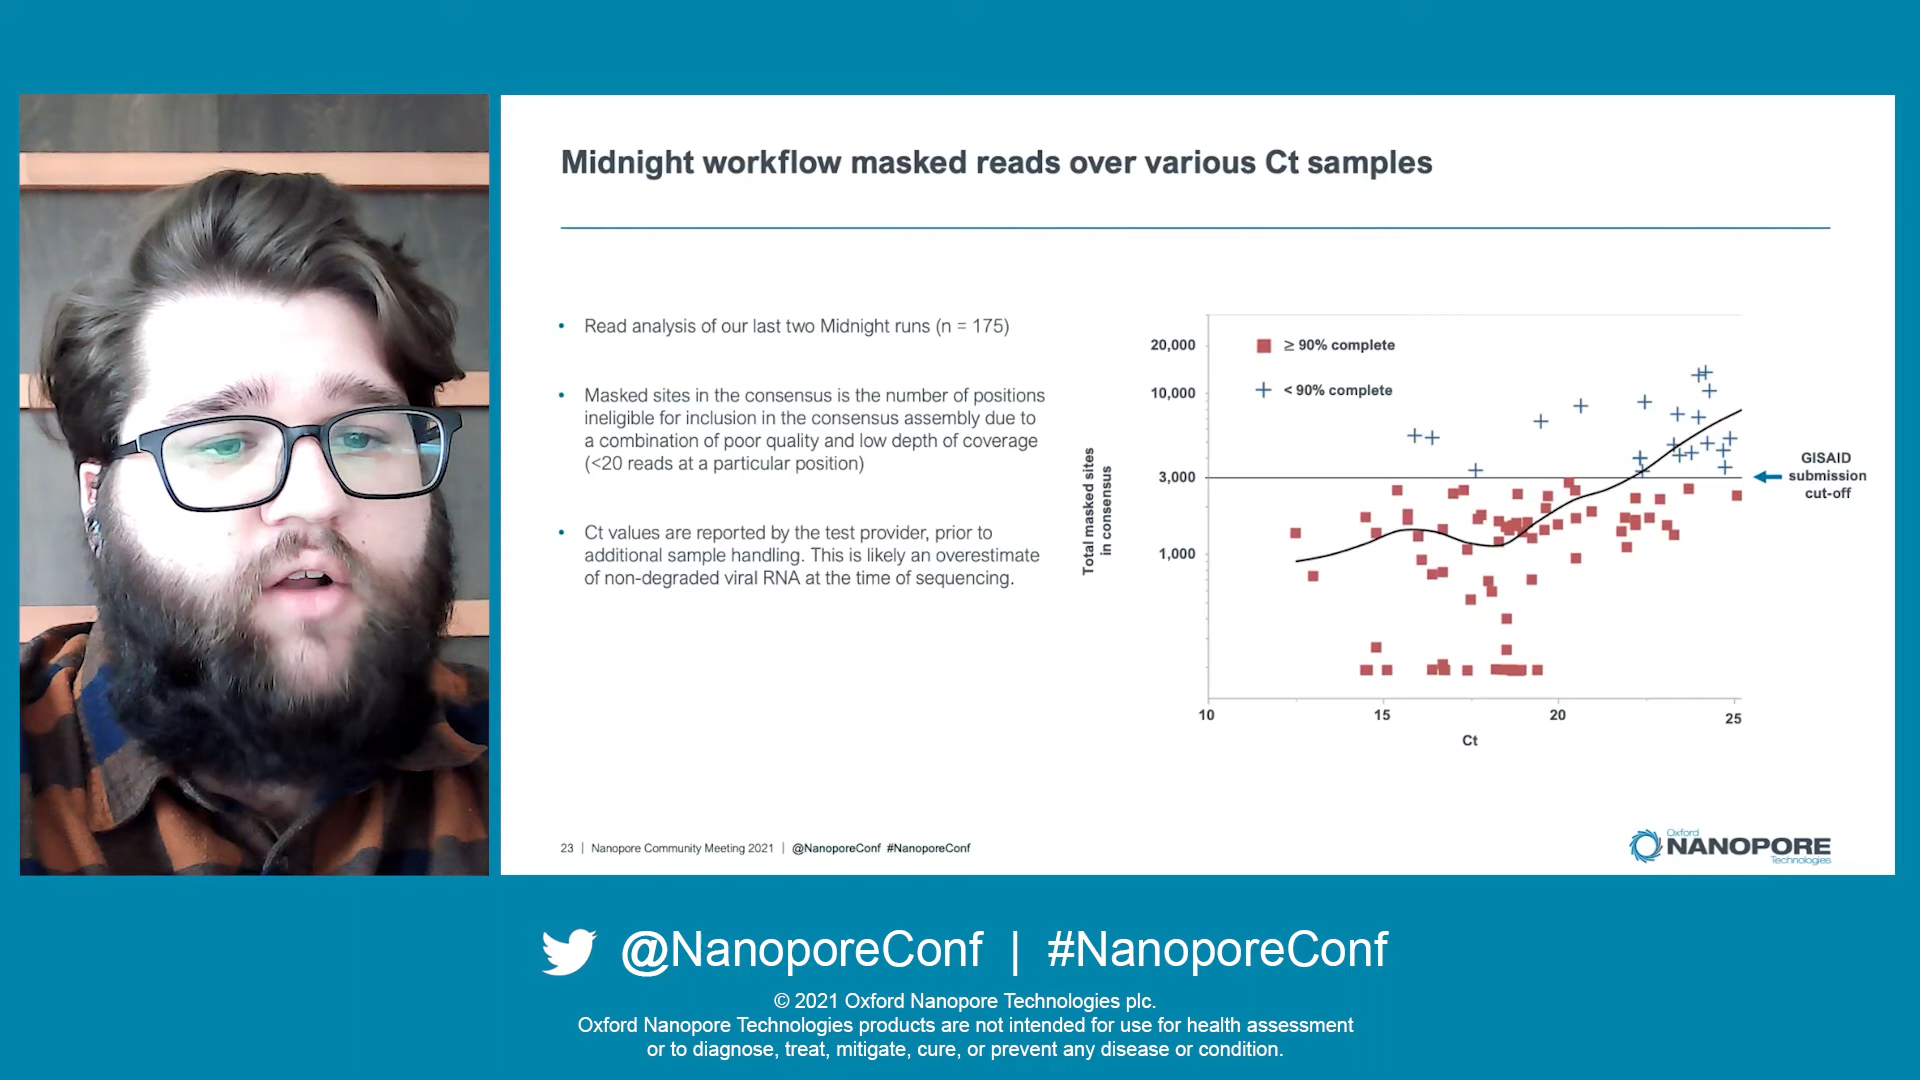 Midnight workflow masked reads over various Ct samples
• Read analysis of our last two Midnight runs (n = 175)
• Masked sites in the consensus is the number of positions
ineligible for inclusion in the consensus assembly due to
a combination of poor quality and low depth of coverage
(<20 reads at a particular position)
• Ct values are reported by the test provider, prior to
additional sample handling. This is likely an overestimate
of non-degraded viral RNA at the time of sequencing.
Total masked sites
in consensus
20,000
10,000
3,000
1,000
≥ 90% complete
< 90% complete
GISAID
submission
cut-off
10
15
20
25
Ct
23 | Nanopore Community Meeting 2021 | @NanoporeConf #NanoporeConf
Oxford
NANOPORE
Technologies
@NanoporeConf | #NanoporeConf
© 2021 Oxford Nanopore Technologies plc.
Oxford Nanopore Technologies products are not intended for use for health assessment
or to diagnose, treat, mitigate, cure, or prevent any disease or condition.